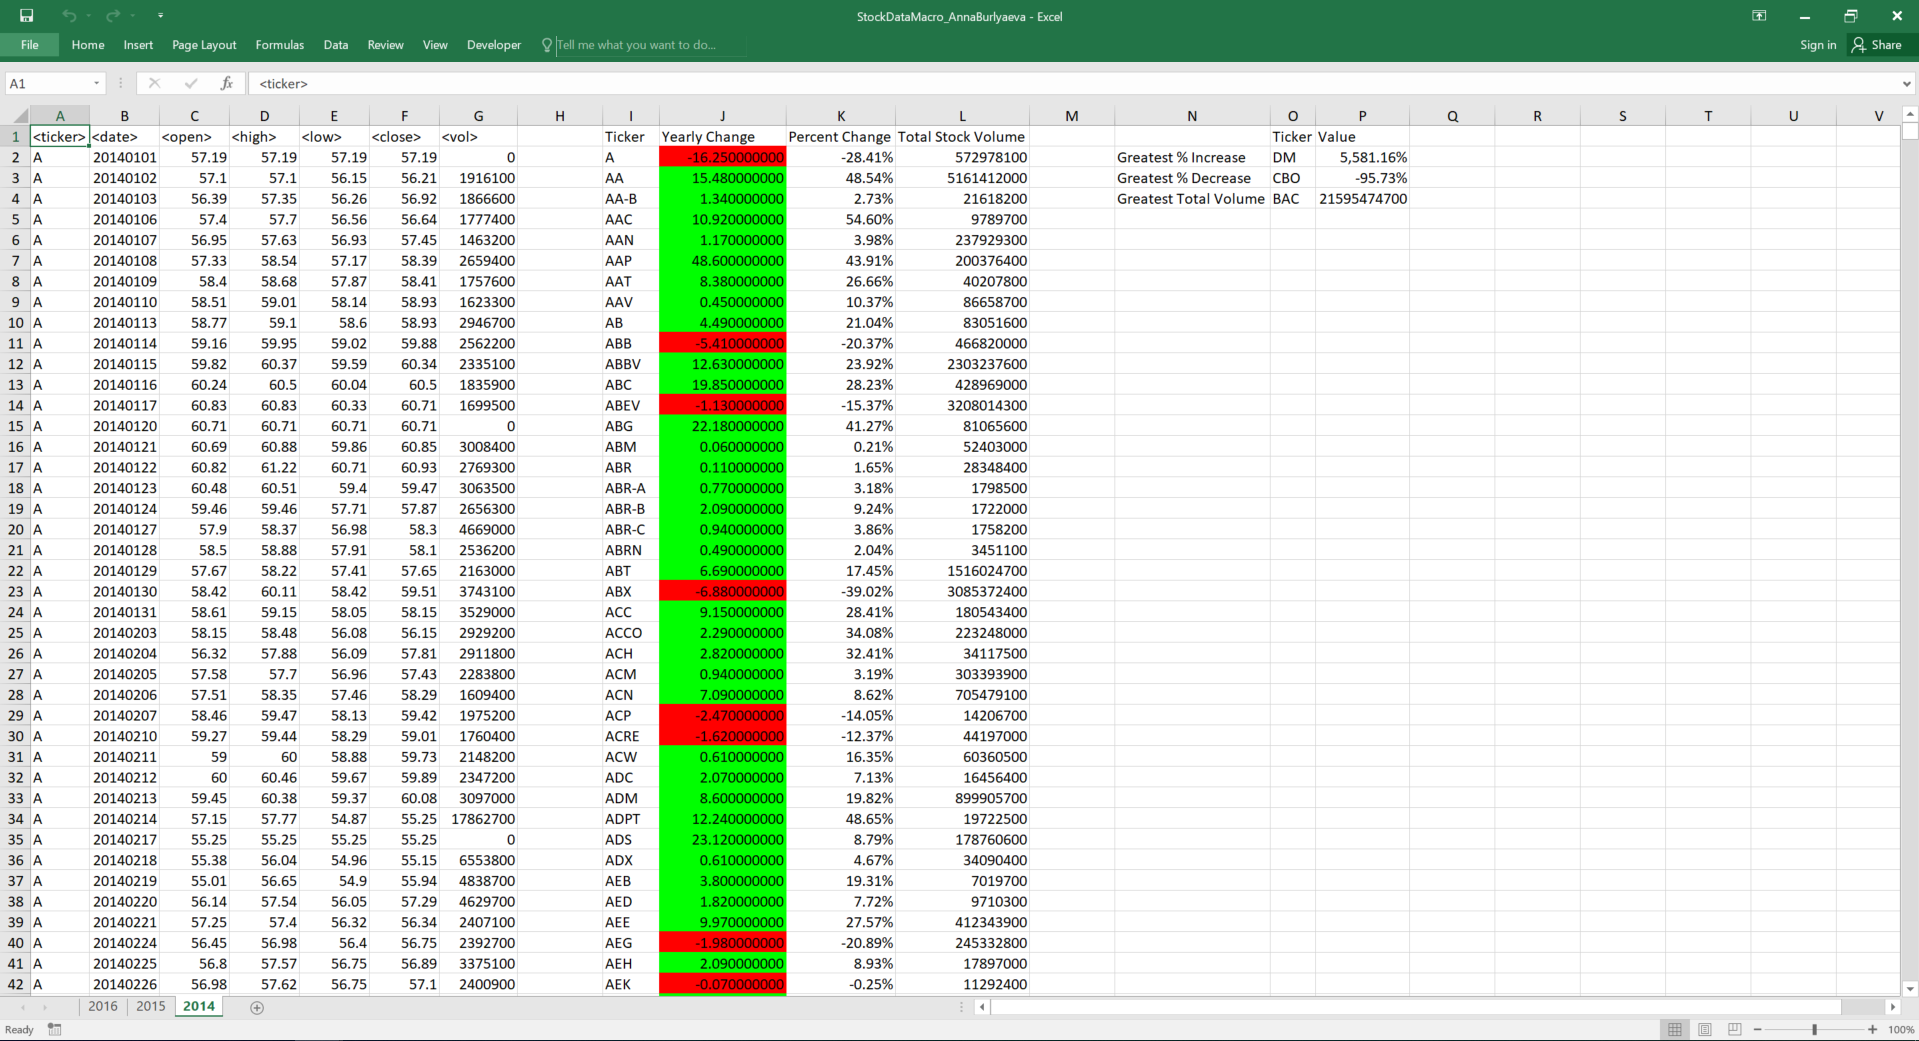 StockDataMacro_AnnaBurlyaeva - Excel
File Home Insert Page Layout Formulas Data Review View Developer Tell me what you want to do... Sign in Share
A1 fx <ticker>
A B C D E F G H I J K L M N O P Q R S T U V
1 <ticker> <date> <open> <high> <low> <close> <vol> Ticker Yearly Change Percent Change Total Stock Volume Ticker Value
2 A 20140101 57.19 57.19 57.19 57.19 0 A -16.250000000 -28.41% 572978100 Greatest % Increase DM 5,581.16%
3 A 20140102 57.1 57.1 56.15 56.21 1916100 AA 15.480000000 48.54% 5161412000 Greatest % Decrease CBO -95.73%
4 A 20140103 56.39 57.35 56.26 56.92 1866600 AA-B 1.340000000 2.73% 21618200 Greatest Total Volume BAC 21595474700
5 A 20140106 57.4 57.7 56.56 56.64 1777400 AAC 10.920000000 54.60% 9789700
6 A 20140107 56.95 57.63 56.93 57.45 1463200 AAN 1.170000000 3.98% 237929300
7 A 20140108 57.33 58.54 57.17 58.39 2659400 AAP 48.600000000 43.91% 200376400
8 A 20140109 58.4 58.68 57.87 58.41 1757600 AAT 8.380000000 26.66% 40207800
9 A 20140110 58.51 59.01 58.14 58.93 1623300 AAV 0.450000000 10.37% 86658700
10 A 20140113 58.77 59.1 58.6 58.93 2946700 AB 4.490000000 21.04% 83051600
11 A 20140114 59.16 59.95 59.02 59.88 2562200 ABB -5.410000000 -20.37% 466820000
12 A 20140115 59.82 60.37 59.59 60.34 2335100 ABBV 12.630000000 23.92% 2303237600
13 A 20140116 60.24 60.5 60.04 60.5 1835900 ABC 19.850000000 28.23% 428969000
14 A 20140117 60.83 60.83 60.33 60.71 1699500 ABEV -1.130000000 -15.37% 3208014300
15 A 20140120 60.71 60.71 60.71 60.71 0 ABG 22.180000000 41.27% 81065600
16 A 20140121 60.69 60.88 59.86 60.85 3008400 ABM 0.060000000 0.21% 52403000
17 A 20140122 60.82 61.22 60.71 60.93 2769300 ABR 0.110000000 1.65% 28348400
18 A 20140123 60.48 60.51 59.4 59.47 3063500 ABR-A 0.770000000 3.18% 1798500
19 A 20140124 59.46 59.46 57.71 57.87 2656300 ABR-B 2.090000000 9.24% 1722000
20 A 20140127 57.9 58.37 56.98 58.3 4669000 ABR-C 0.940000000 3.86% 1758200
21 A 20140128 58.5 58.88 57.91 58.1 2536200 ABRN 0.490000000 2.04% 3451100
22 A 20140129 57.67 58.22 57.41 57.65 2163000 ABT 6.690000000 17.45% 1516024700
23 A 20140130 58.42 60.11 58.42 59.51 3743100 ABX -6.880000000 -39.02% 3085372400
24 A 20140131 58.61 59.15 58.05 58.15 3529000 ACC 9.150000000 28.41% 180543400
25 A 20140203 58.15 58.48 56.08 56.15 2929200 ACCO 2.290000000 34.08% 223248000
26 A 20140204 56.32 57.88 56.09 57.81 2911800 ACH 2.820000000 32.41% 34117500
27 A 20140205 57.58 57.7 56.96 57.43 2283800 ACM 0.940000000 3.19% 303393900
28 A 20140206 57.51 58.35 57.46 58.29 1609400 ACN 7.090000000 8.62% 705479100
29 A 20140207 58.46 59.47 58.13 59.42 1975200 ACP -2.470000000 -14.05% 14206700
30 A 20140210 59.27 59.44 58.29 59.01 1760400 ACRE -1.620000000 -12.37% 44197000
31 A 20140211 59 60 58.88 59.73 2148200 ACW 0.610000000 16.35% 60360500
32 A 20140212 60 60.46 59.67 59.89 2347200 ADC 2.070000000 7.13% 16456400
33 A 20140213 59.45 60.38 59.37 60.08 3097000 ADM 8.600000000 19.82% 899905700
34 A 20140214 57.15 57.77 54.87 55.25 17862700 ADPT 12.240000000 48.65% 19722500
35 A 20140217 55.25 55.25 55.25 55.25 0 ADS 23.120000000 8.79% 178760600
36 A 20140218 55.38 56.04 54.96 55.15 6553800 ADX 0.610000000 4.67% 34090400
37 A 20140219 55.01 56.65 54.9 55.94 4838700 AEB 3.800000000 19.31% 7019700
38 A 20140220 56.14 57.54 56.05 57.29 4629700 AED 1.820000000 7.72% 9710300
39 A 20140221 57.25 57.4 56.32 56.34 2407100 AEE 9.970000000 27.57% 412343900
40 A 20140224 56.45 56.98 56.4 56.75 2392700 AEG -1.980000000 -20.89% 245332800
41 A 20140225 56.8 57.57 56.75 56.89 3375100 AEH 2.090000000 8.93% 17897000
42 A 20140226 56.98 57.62 56.75 57.1 2400900 AEK -0.070000000 -0.25% 11292400
2016 2015 2014
Ready 100%